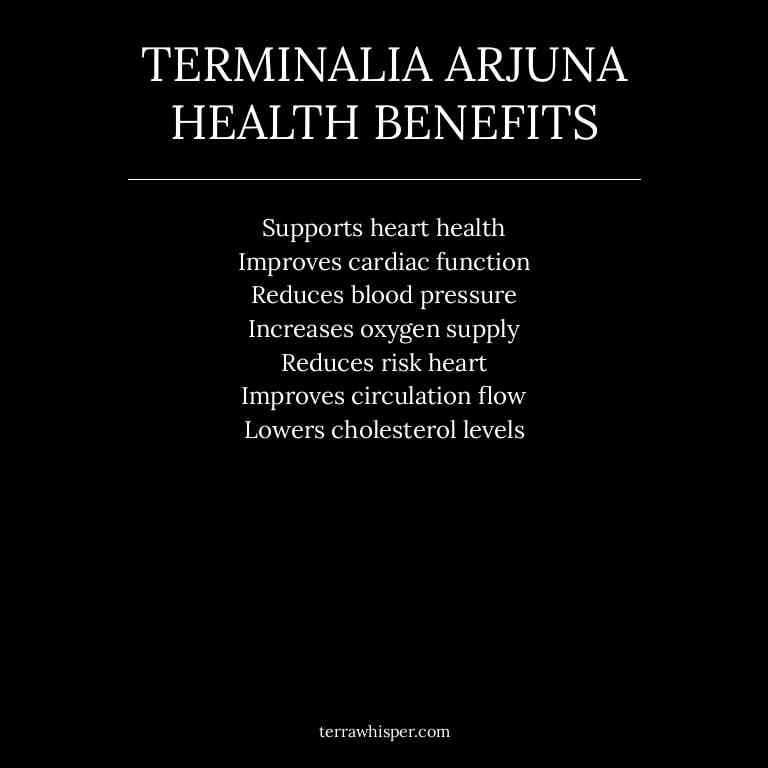 TERMINALIA ARJUNA
HEALTH BENEFITS
Supports heart health
Improves cardiac function
Reduces blood pressure
Increases oxygen supply
Reduces risk heart
Improves circulation flow
Lowers cholesterol levels
terrawhisper.com